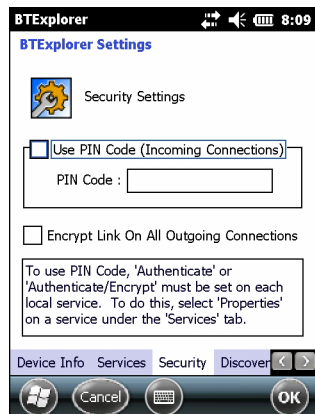 BTExplorer 8:09
BTExplorer Settings
Security Settings
Use PIN Code (Incoming Connections)
PIN Code :
Encrypt Link On All Outgoing Connections
To use PIN Code, 'Authenticate' or
'Authenticate/Encrypt' must be set on each
local service. To do this, select 'Properties'
on a service under the 'Services' tab.
Device Info Services Security Discover
Cancel OK